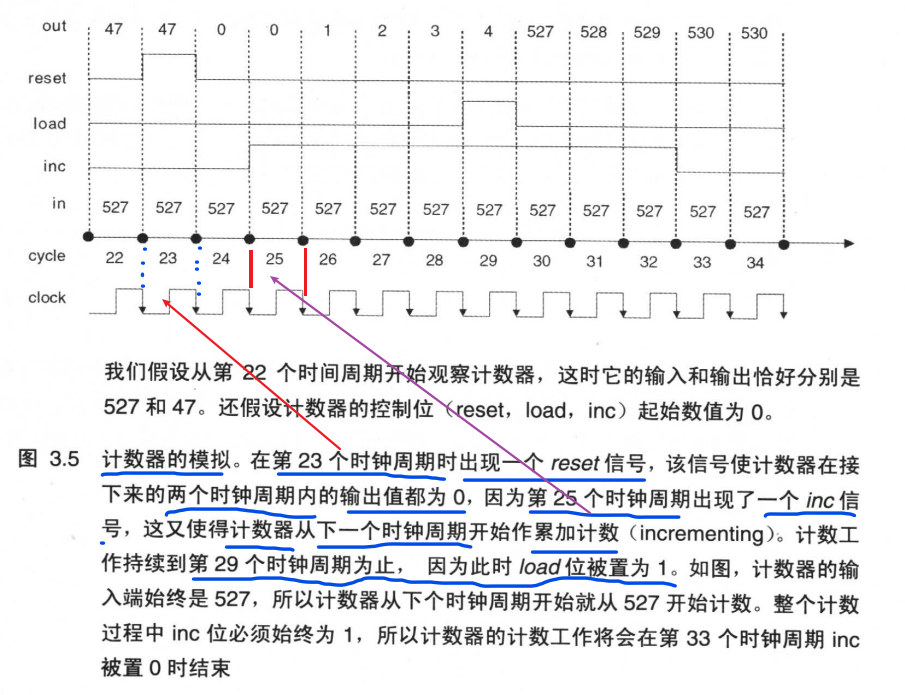 out 47 47 0 0 1 2 3 4 527 528 529 530 530
reset
load
inc
in 527 527 527 527 527 527 527 527 527 527 527 527 527
cycle 22 23 24 25 26 27 28 29 30 31 32 33 34
clock
我们假设从第 22 个时间周期开始观察计数器，这时它的输入和输出恰好分别是
527 和 47。还假设计数器的控制位（reset，load，inc）起始数值为 0。
图 3.5 计数器的模拟。在第 23 个时钟周期时出现一个 reset 信号，该信号使计数器在接
下来的两个时钟周期内的输出值都为 0，因为第 25 个时钟周期出现了一个 inc 信
号，这又使得计数器从下一个时钟周期开始作累加计数（incrementing）。计数工
作持续到第 29 个时钟周期为止， 因为此时 load 位被置为 1。如图，计数器的输
入端始终是 527，所以计数器从下个时钟周期开始就从 527 开始计数。整个计数
过程中 inc 位必须始终为 1，所以计数器的计数工作将会在第 33 个时钟周期 inc
被置 0 时结束